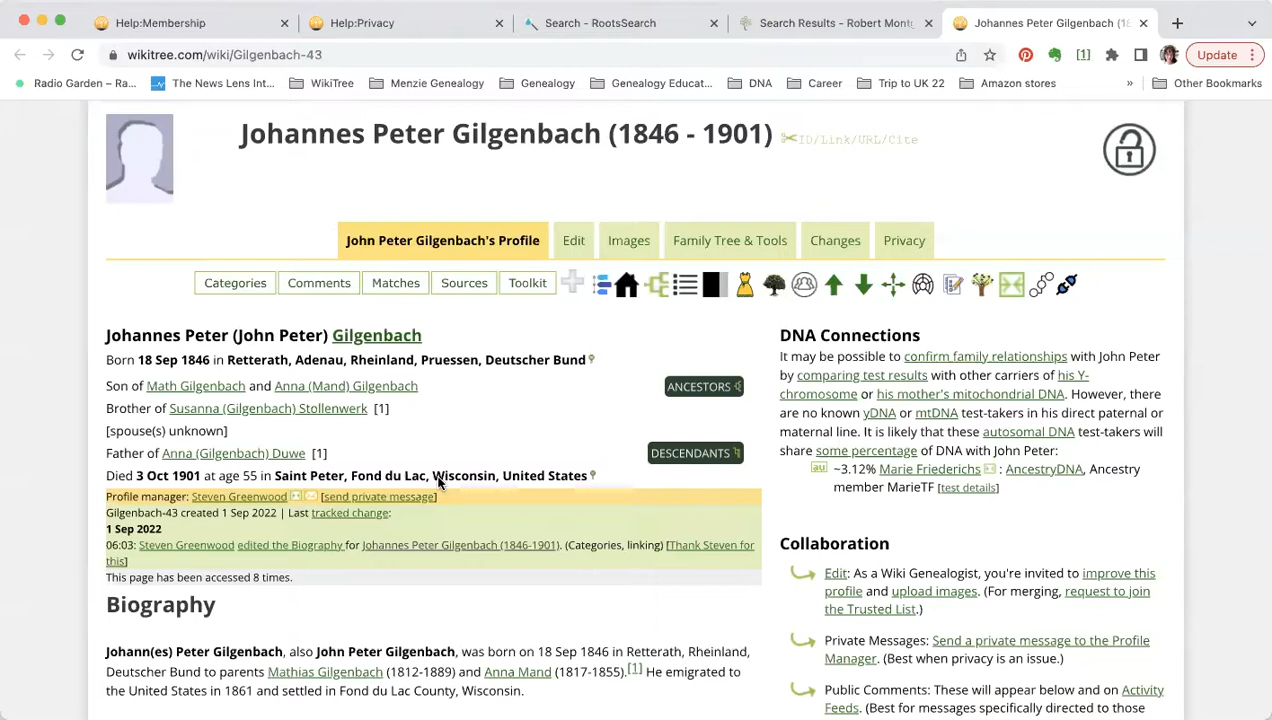 Help:Membership
Help:Privacy
Search - RootsSearch
Search Results - Robert Montg
Johannes Peter Gilgenbach (18
wikitree.com/wiki/Gilgenbach-43
[1]
Update
Radio Garden – Ra...
The News Lens Int...
WikiTree
Menzie Genealogy
Genealogy
Genealogy Educat...
DNA
Career
Trip to UK 22
Amazon stores
»
Other Bookmarks
Johannes Peter Gilgenbach (1846 - 1901)
ID/Link/URL/Cite
John Peter Gilgenbach's Profile
Edit
Images
Family Tree & Tools
Changes
Privacy
Categories
Comments
Matches
Sources
Toolkit
Johannes Peter (John Peter) Gilgenbach
Born 18 Sep 1846 in Retterath, Adenau, Rheinland, Pruessen, Deutscher Bund
Son of Math Gilgenbach and Anna (Mand) Gilgenbach
ANCESTORS
Brother of Susanna (Gilgenbach) Stollenwerk [1]
[spouse(s) unknown]
Father of Anna (Gilgenbach) Duwe [1]
DESCENDANTS
Died 3 Oct 1901 at age 55 in Saint Peter, Fond du Lac, Wisconsin, United States
Profile manager: Steven Greenwood [send private message]
Gilgenbach-43 created 1 Sep 2022 | Last tracked change:
1 Sep 2022
06:03: Steven Greenwood edited the Biography for Johannes Peter Gilgenbach (1846-1901). (Categories, linking) [Thank Steven for
this]
This page has been accessed 8 times.
Biography
Johann(es) Peter Gilgenbach, also John Peter Gilgenbach, was born on 18 Sep 1846 in Retterath, Rheinland,
Deutscher Bund to parents Mathias Gilgenbach (1812-1889) and Anna Mand (1817-1855).[1] He emigrated to
the United States in 1861 and settled in Fond du Lac County, Wisconsin.
DNA Connections
It may be possible to confirm family relationships with John Peter
by comparing test results with other carriers of his Y-
chromosome or his mother's mitochondrial DNA. However, there
are no known yDNA or mtDNA test-takers in his direct paternal or
maternal line. It is likely that these autosomal DNA test-takers will
share some percentage of DNA with John Peter:
au ~3.12% Marie Friederichs : AncestryDNA, Ancestry
member MarieTF [test details]
Collaboration
Edit: As a Wiki Genealogist, you're invited to improve this
profile and upload images. (For merging, request to join
the Trusted List.)
Private Messages: Send a private message to the Profile
Manager. (Best when privacy is an issue.)
Public Comments: These will appear below and on Activity
Feeds. (Best for messages specifically directed to those